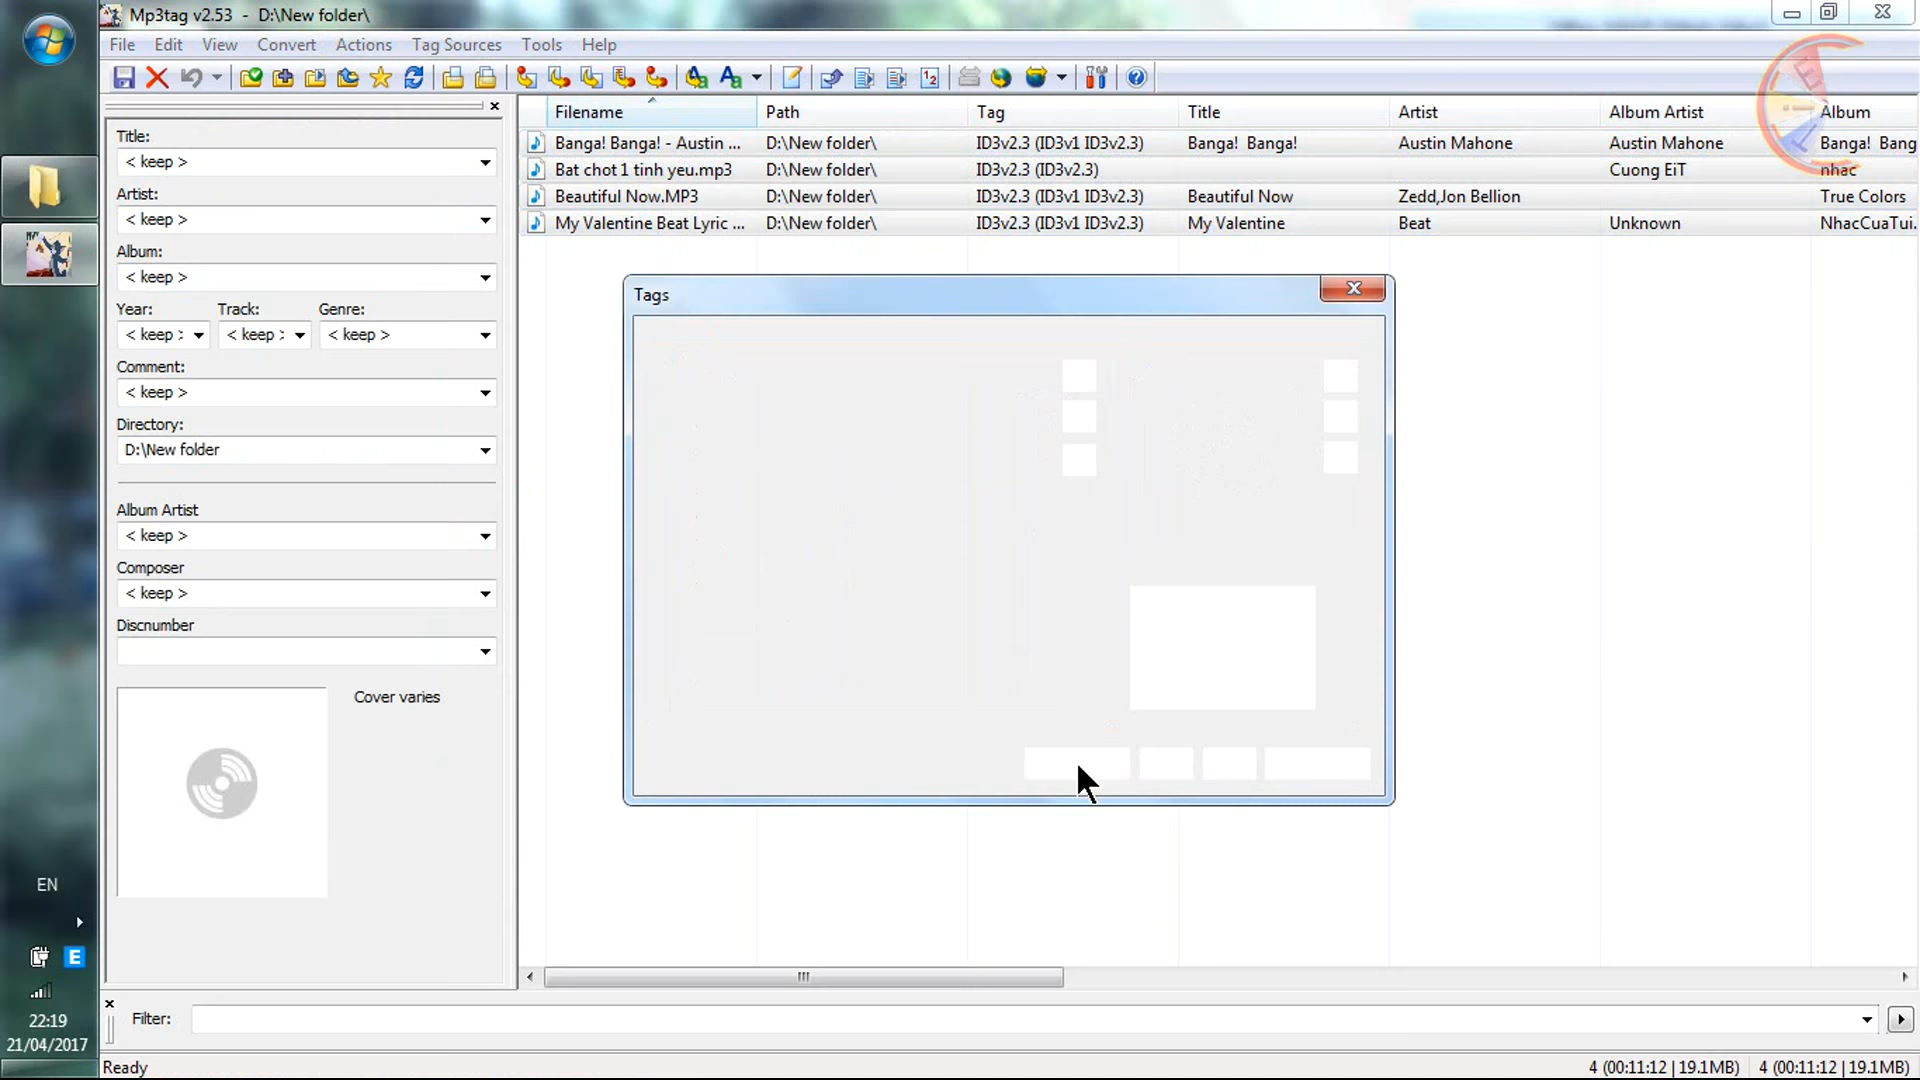 Mp3tag v2.53 - D:\New folder\
File Edit View Convert Actions Tag Sources Tools Help
Filename Path Tag Title Artist Album Artist Album
Banga! Banga! - Austin ... D:\New folder\ ID3v2.3 (ID3v1 ID3v2.3) Banga! Banga! Austin Mahone Austin Mahone Banga! Bang
Bat chot 1 tinh yeu.mp3 D:\New folder\ ID3v2.3 (ID3v2.3) Cuong EiT nhac
Beautiful Now.MP3 D:\New folder\ ID3v2.3 (ID3v1 ID3v2.3) Beautiful Now Zedd,Jon Bellion True Colors
My Valentine Beat Lyric ... D:\New folder\ ID3v2.3 (ID3v1 ID3v2.3) My Valentine Beat Unknown NhacCuaTui.
Title:
< keep >
Artist:
< keep >
Album:
< keep >
Year: Track: Genre:
< keep : < keep : < keep >
Comment:
< keep >
Directory:
D:\New folder
Album Artist
< keep >
Composer
< keep >
Discnumber
Cover varies
Tags
EN
E
22:19
21/04/2017
Filter:
Ready
4 (00:11:12 | 19.1MB) 4 (00:11:12 | 19.1MB)